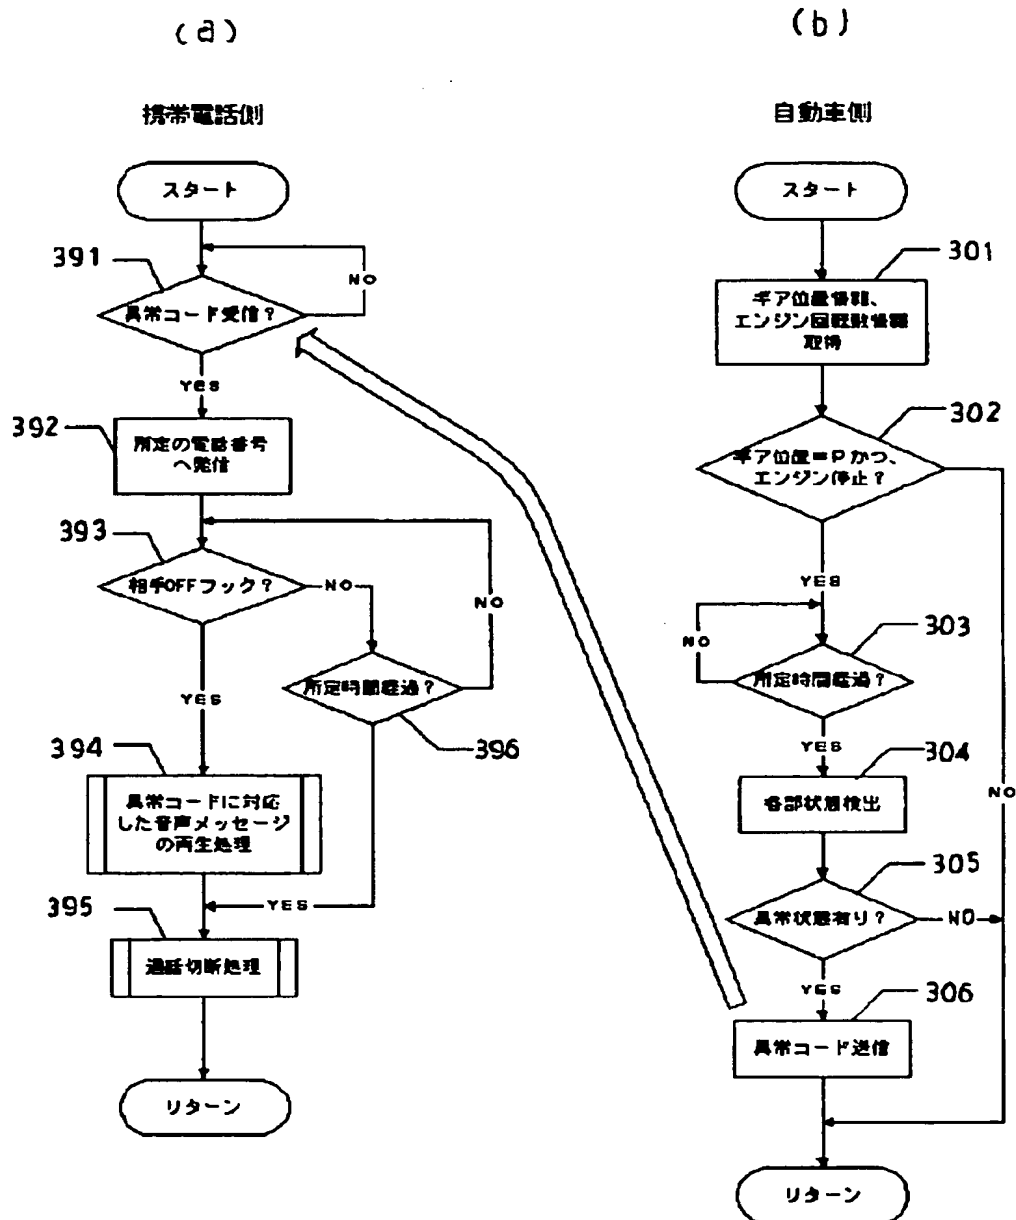 (a)
携帯電話側
スタート
391
NO
異常コード受信?
YES
392
所定の電話番号
へ発信
393
相手OFFフック?
NO
NO
所定時間経過?
396
YES
394
異常コードに対応
した音声メッセージ
の再生処理
YES
395
通話切断処理
リターン
(b)
自動車側
スタート
301
ギア位置情報、
エンジン回転数情報
取得
302
ギア位置=Pかつ、
エンジン停止?
YES
NO
303
所定時間経過?
YES
304
各部状態検出
NO
305
異常状態有り?
NO
YES
306
異常コード送信
リターン